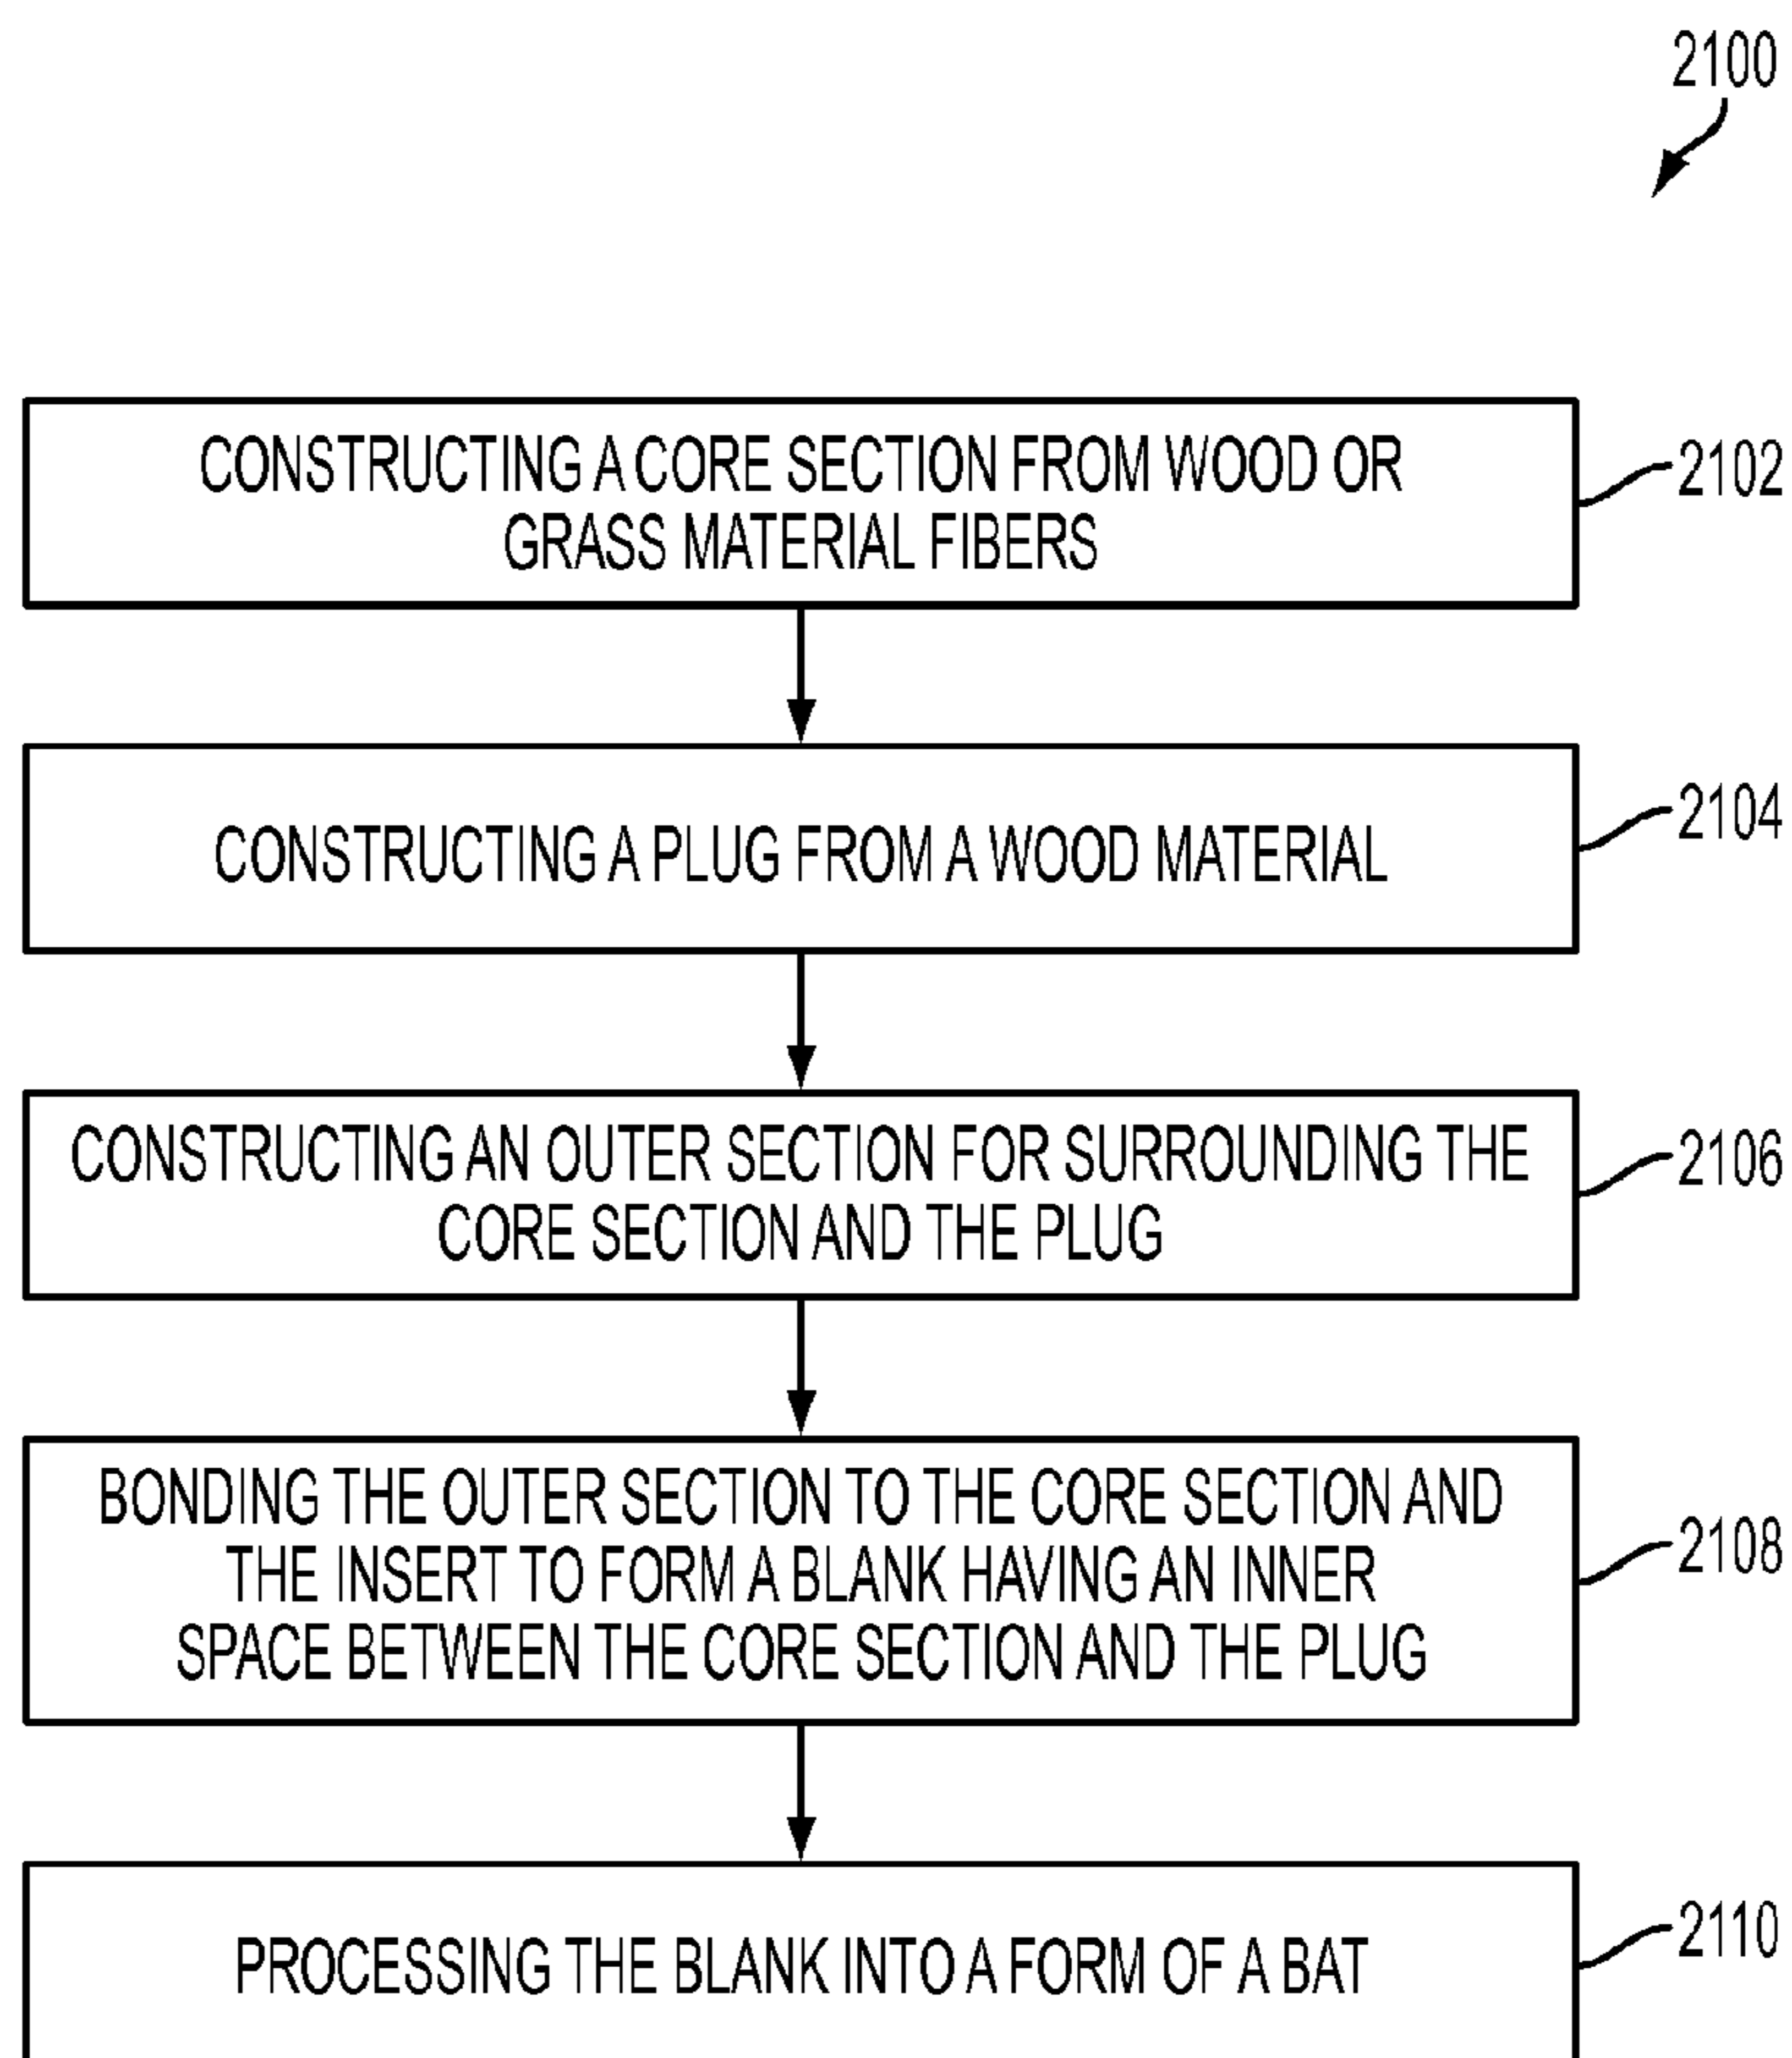 2100
CONSTRUCTING A CORE SECTION FROM WOOD OR
GRASS MATERIAL FIBERS
2102
CONSTRUCTING A PLUG FROM A WOOD MATERIAL
2104
CONSTRUCTING AN OUTER SECTION FOR SURROUNDING THE
CORE SECTION AND THE PLUG
2106
BONDING THE OUTER SECTION TO THE CORE SECTION AND
THE INSERT TO FORM A BLANK HAVING AN INNER
SPACE BETWEEN THE CORE SECTION AND THE PLUG
2108
PROCESSING THE BLANK INTO A FORM OF A BAT
2110